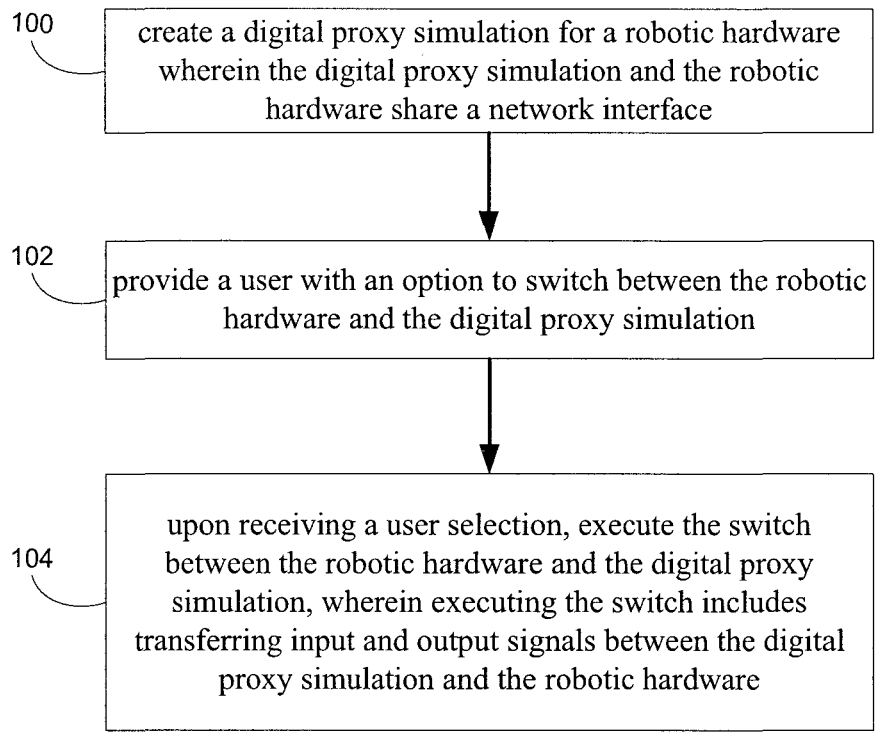 100
create a digital proxy simulation for a robotic hardware
wherein the digital proxy simulation and the robotic
hardware share a network interface
102
provide a user with an option to switch between the robotic
hardware and the digital proxy simulation
104
upon receiving a user selection, execute the switch
between the robotic hardware and the digital proxy
simulation, wherein executing the switch includes
transferring input and output signals between the digital
proxy simulation and the robotic hardware